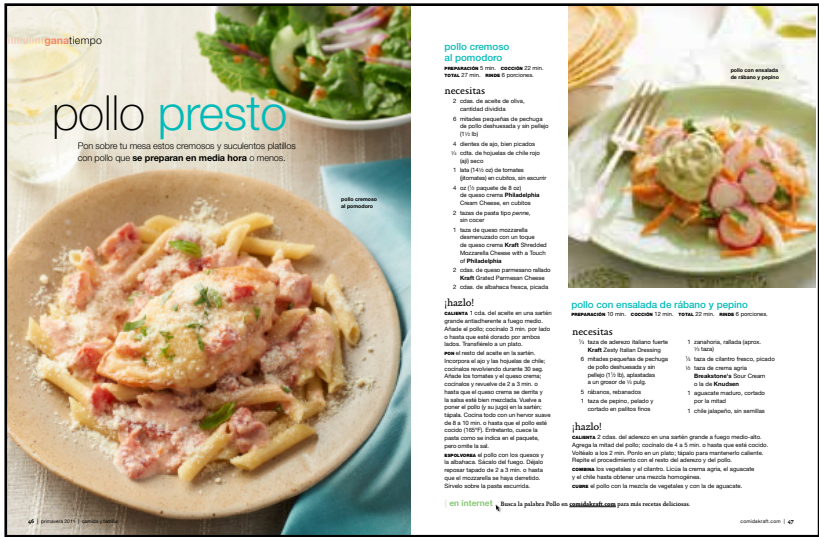 ganatiempo
pollo presto
Pon sobre tu mesa estos cremosos y suculentos platillos
con pollo que se preparan en media hora o menos.
pollo cremoso
al pomodoro
46 | primavera 2011 | comida y familia
pollo cremoso
al pomodoro
PREPARACIÓN 5 min. COCCIÓN 22 min.
TOTAL 27 min. RINDE 6 porciones.
necesitas
2 cdas. de aceite de oliva,
cantidad dividida
6 mitades pequeñas de pechuga
de pollo deshuesada y sin pellejo
(1½ lb)
4 dientes de ajo, bien picados
¼ cdta. de hojuelas de chile rojo
(ají) seco
1 lata (14½ oz) de tomates
(jitomates) en cubitos, sin escurrir
4 oz (½ paquete de 8 oz)
de queso crema Philadelphia
Cream Cheese, en cubitos
2 tazas de pasta tipo penne,
sin cocer
1 taza de queso mozzarella
desmenuzado con un toque
de queso crema Kraft Shredded
Mozzarella Cheese with a Touch
of Philadelphia
2 cdas. de queso parmesano rallado
Kraft Grated Parmesan Cheese
2 cdas. de albahaca fresca, picada
¡hazlo!
CALIENTA 1 cda. del aceite en una sartén
grande antiadherente a fuego medio.
Añade el pollo; cocínalo 3 min. por lado
o hasta que esté dorado por ambos
lados. Transfiérelo a un plato.
PON el resto del aceite en la sartén.
Incorpora el ajo y las hojuelas de chile;
cocínalos revolviendo durante 30 seg.
Añade los tomates y el queso crema;
cocínalos y revuelve de 2 a 3 min. o
hasta que el queso crema se derrita y
la salsa esté bien mezclada. Vuelve a
poner el pollo (y su jugo) en la sartén;
tápala. Cocina todo con un hervor suave
de 8 a 10 min. o hasta que el pollo esté
cocido (165°F). Entretanto, cuece la
pasta como se indica en el paquete,
pero omite la sal.
ESPOLVOREA el pollo con los quesos y
la albahaca. Sácalo del fuego. Déjalo
reposar tapado de 2 a 3 min. o hasta
que el mozzarella se haya derretido.
Sírvelo sobre la pasta escurrida.
pollo con ensalada
de rábano y pepino
pollo con ensalada de rábano y pepino
PREPARACIÓN 10 min. COCCIÓN 12 min. TOTAL 22 min. RINDE 6 porciones.
necesitas
¼ taza de aderezo italiano fuerte
Kraft Zesty Italian Dressing
6 mitades pequeñas de pechuga
de pollo deshuesada y sin
pellejo (1½ lb), aplastadas
a un grosor de ½ pulg.
5 rábanos, rebanados
1 taza de pepino, pelado y
cortado en palitos finos
1 zanahoria, rallada (aprox.
½ taza)
½ taza de cilantro fresco, picado
½ taza de crema agria
Breakstone's Sour Cream
o la de Knudsen
1 aguacate maduro, cortado
por la mitad
1 chile jalapeño, sin semillas
¡hazlo!
CALIENTA 2 cdas. del aderezo en una sartén grande a fuego medio-alto.
Agrega la mitad del pollo; cocínalo de 4 a 5 min. o hasta que esté cocido.
Voltéalo a los 2 min. Ponlo en un plato; tápalo para mantenerlo caliente.
Repite el procedimiento con el resto del aderezo y del pollo.
COMBINA los vegetales y el cilantro. Licúa la crema agria, el aguacate
y el chile hasta obtener una mezcla homogénea.
CUBRE el pollo con la mezcla de vegetales y con la de aguacate.
en internet Busca la palabra Pollo en comidakraft.com para más recetas deliciosas.
comidakraft.com | 47